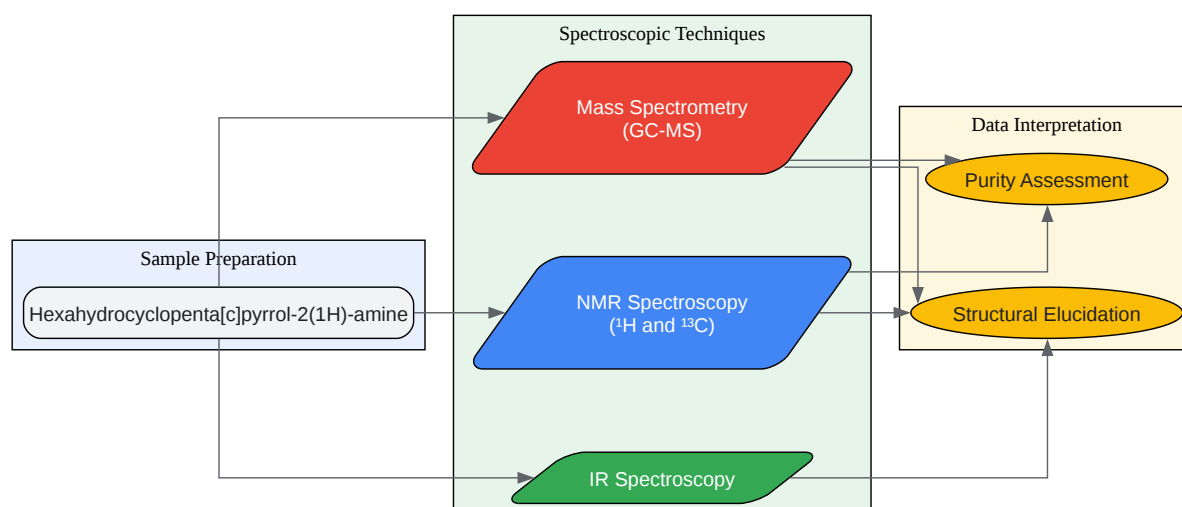 Spectroscopic Techniques
Mass Spectrometry
(GC-MS)
Data Interpretation
Purity Assessment
Sample Preparation
Hexahydrocyclopenta[c]pyrrol-2(1H)-amine
NMR Spectroscopy
(¹H and ¹³C)
Structural Elucidation
IR Spectroscopy